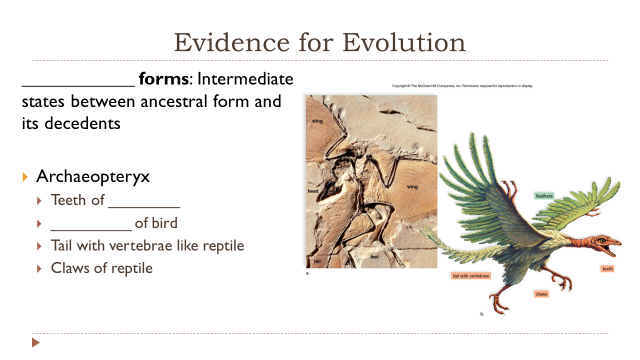 Evidence for Evolution
____________ forms: Intermediate
states between ancestral form and
its decedents
Archaeopteryx
Teeth of _________
__________ of bird
Tail with vertebrae like reptile
Claws of reptile
Copyright © The McGraw-Hill Companies, Inc. Permission required for reproduction or display.
wing
head
wing
tail
feet
a.
feathers
teeth
tail with vertebrae
claws
b.